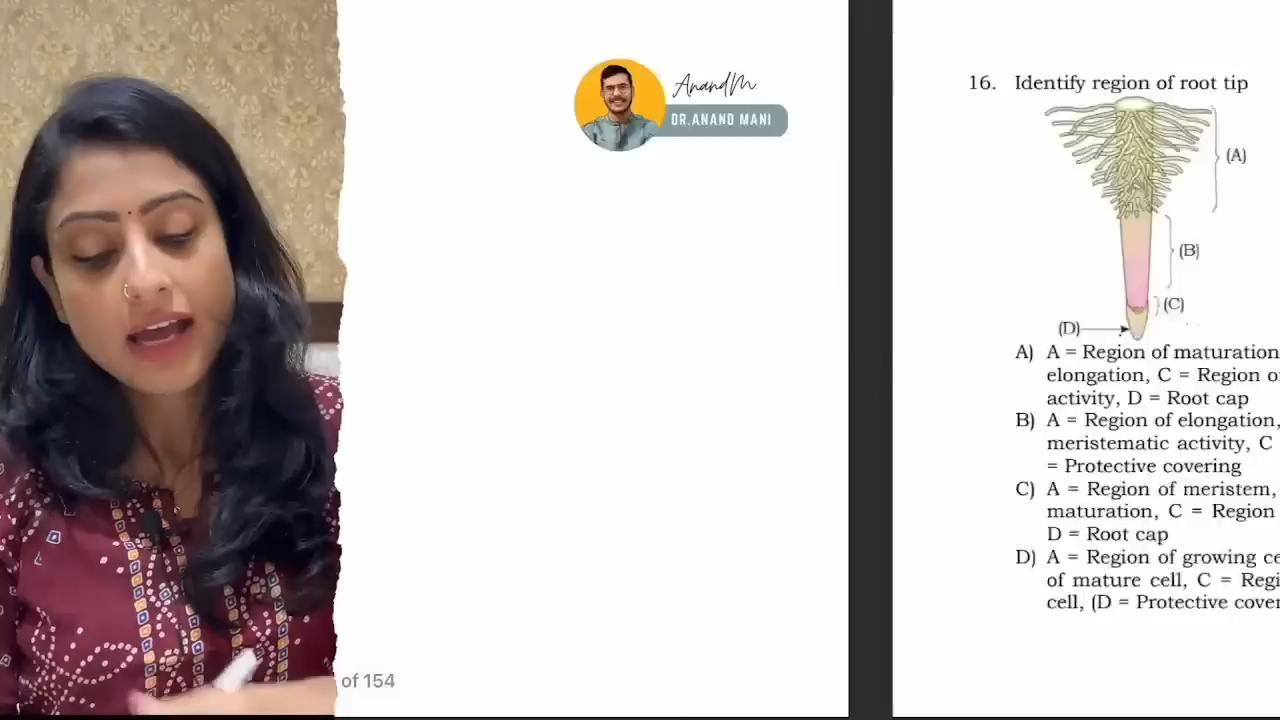 AnandM
DR.ANAND MANI
of 154
16. Identify region of root tip
(A)
(B)
(C)
(D)
A) A = Region of maturation
elongation, C = Region o
activity, D = Root cap
B) A = Region of elongation,
meristematic activity, C
= Protective covering
C) A = Region of meristem,
maturation, C = Region
D = Root cap
D) A = Region of growing ce
of mature cell, C = Regi
cell, (D = Protective cover